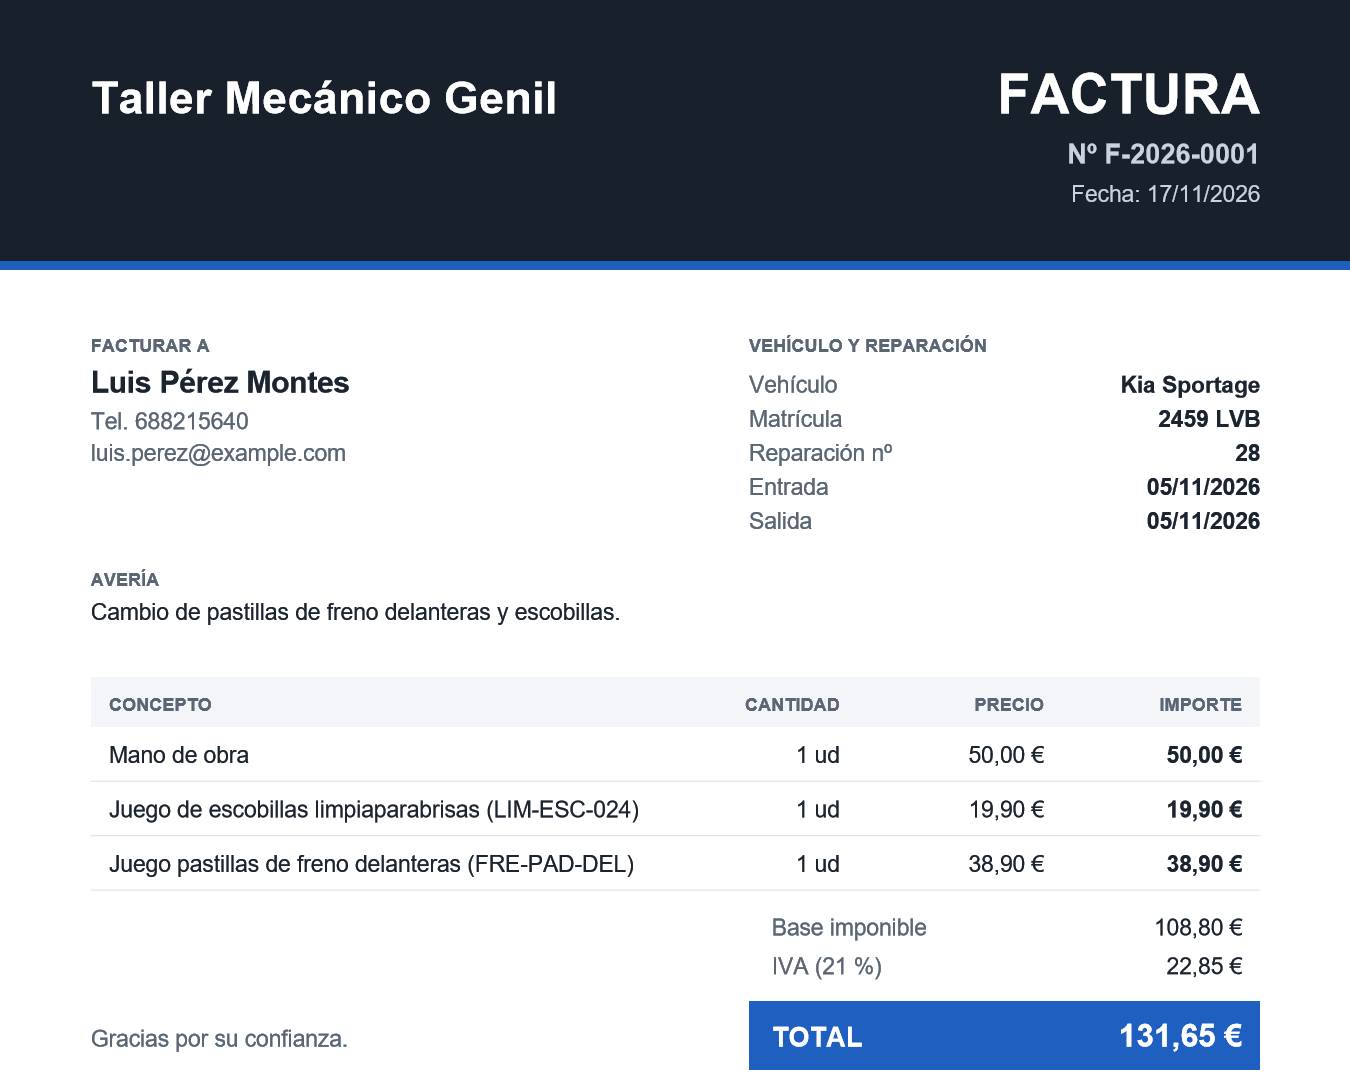 Taller Mecánico Genil
FACTURA
Nº F-2026-0001
Fecha: 17/11/2026
FACTURAR A
Luis Pérez Montes
Tel. 688215640
luis.perez@example.com
VEHÍCULO Y REPARACIÓN
Vehículo Kia Sportage
Matrícula 2459 LVB
Reparación nº 28
Entrada 05/11/2026
Salida 05/11/2026
AVERÍA
Cambio de pastillas de freno delanteras y escobillas.
CONCEPTO CANTIDAD PRECIO IMPORTE
Mano de obra 1 ud 50,00 € 50,00 €
Juego de escobillas limpiaparabrisas (LIM-ESC-024) 1 ud 19,90 € 19,90 €
Juego pastillas de freno delanteras (FRE-PAD-DEL) 1 ud 38,90 € 38,90 €
Base imponible 108,80 €
IVA (21 %) 22,85 €
TOTAL 131,65 €
Gracias por su confianza.